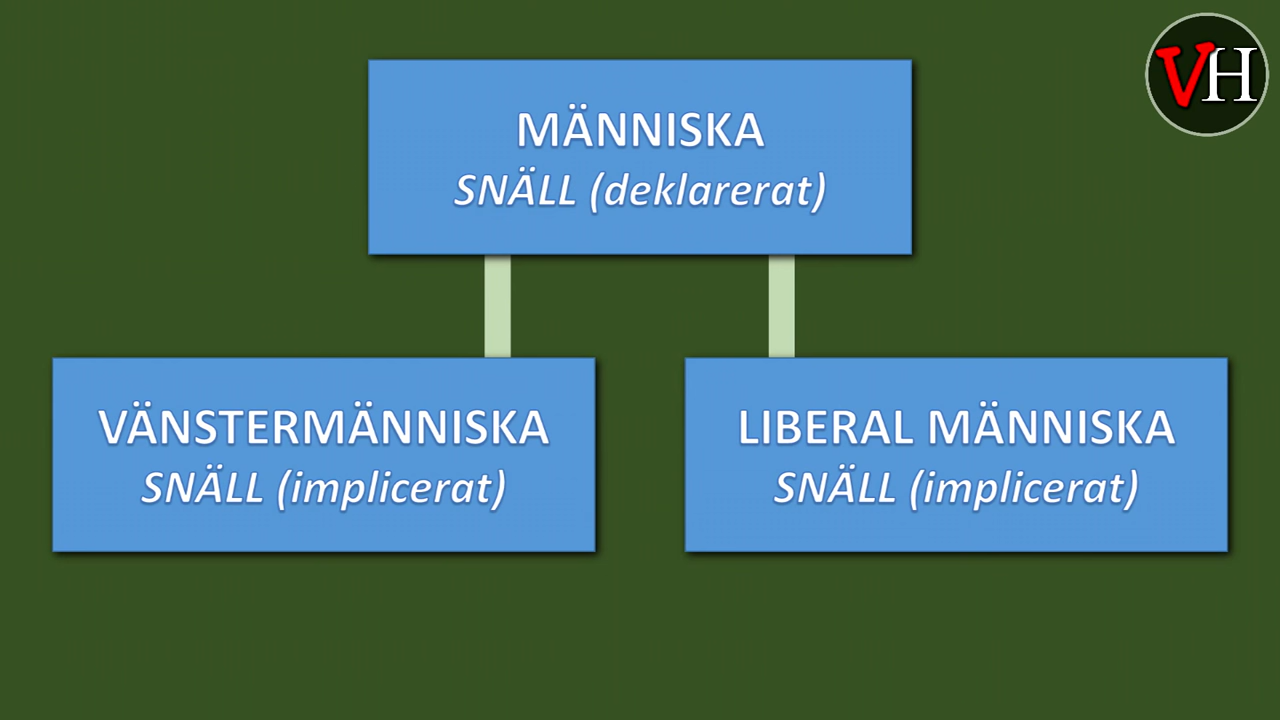 VH
MÄNNISKA
SNÄLL (deklarerat)
VÄNSTERMÄNNISKA
SNÄLL (implicerat)
LIBERAL MÄNNISKA
SNÄLL (implicerat)